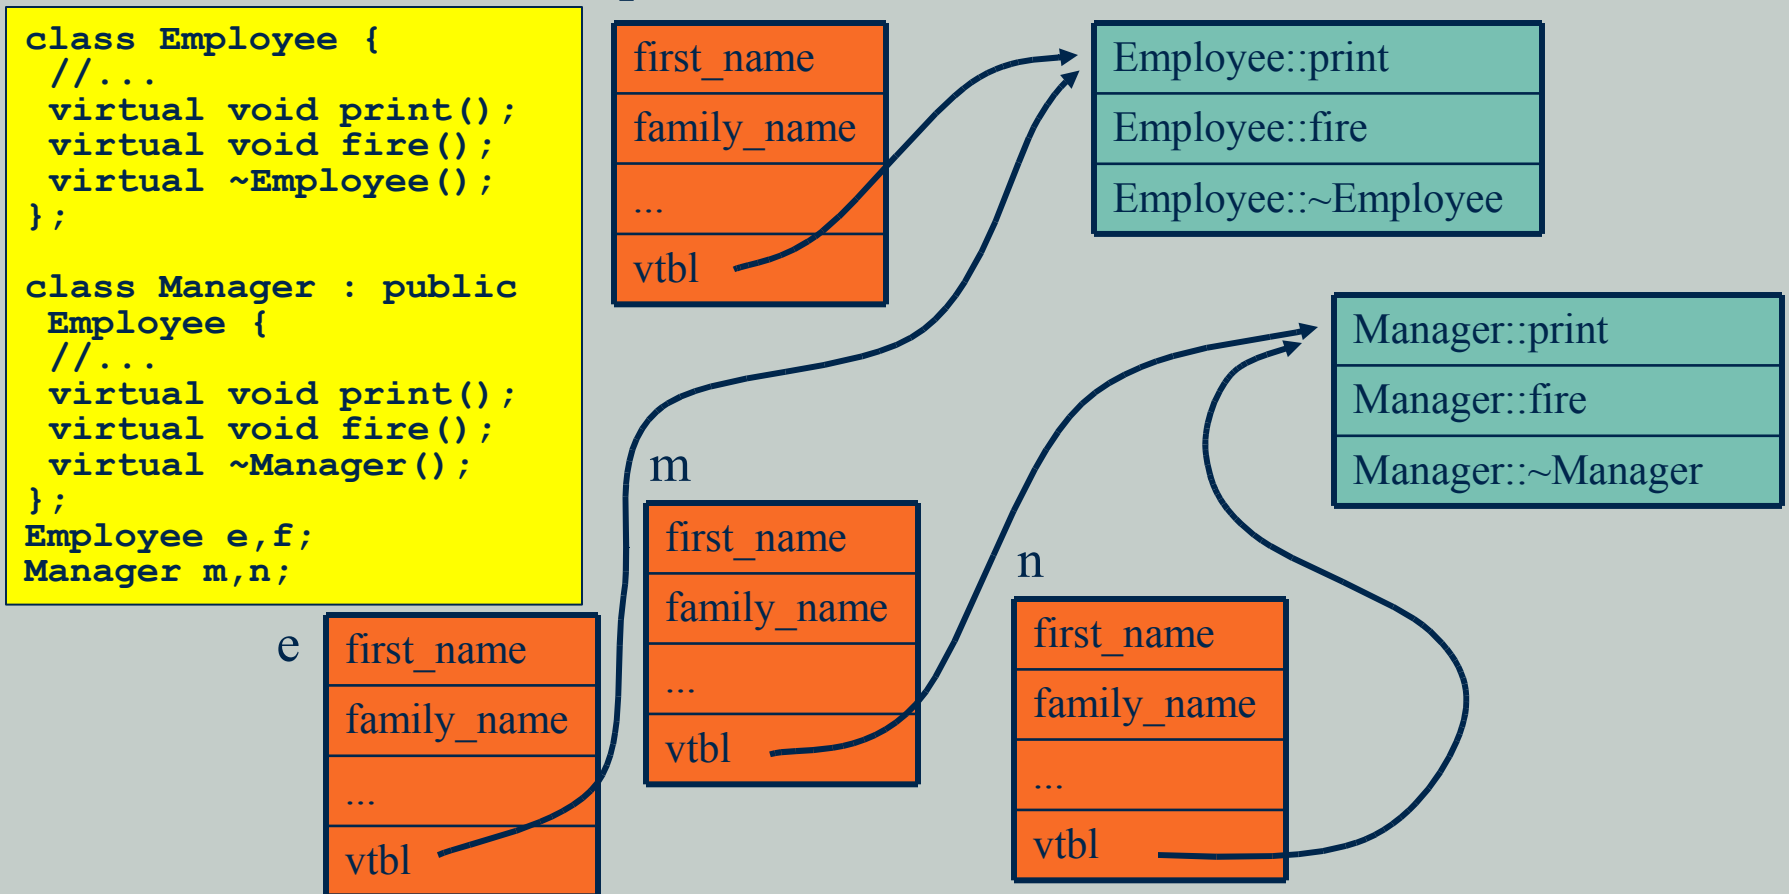 class Employee {
//...
virtual void print();
virtual void fire();
virtual ~Employee();
};
class Manager : public
Employee {
//...
virtual void print();
virtual void fire();
virtual ~Manager();
};
Employee e,f;
Manager m,n;
first_name
family_name
...
vtbl
Employee::print
Employee::fire
Employee::~Employee
Manager::print
Manager::fire
Manager::~Manager
m
first_name
family_name
...
vtbl
n
first_name
family_name
...
vtbl
e
first_name
family_name
...
vtbl